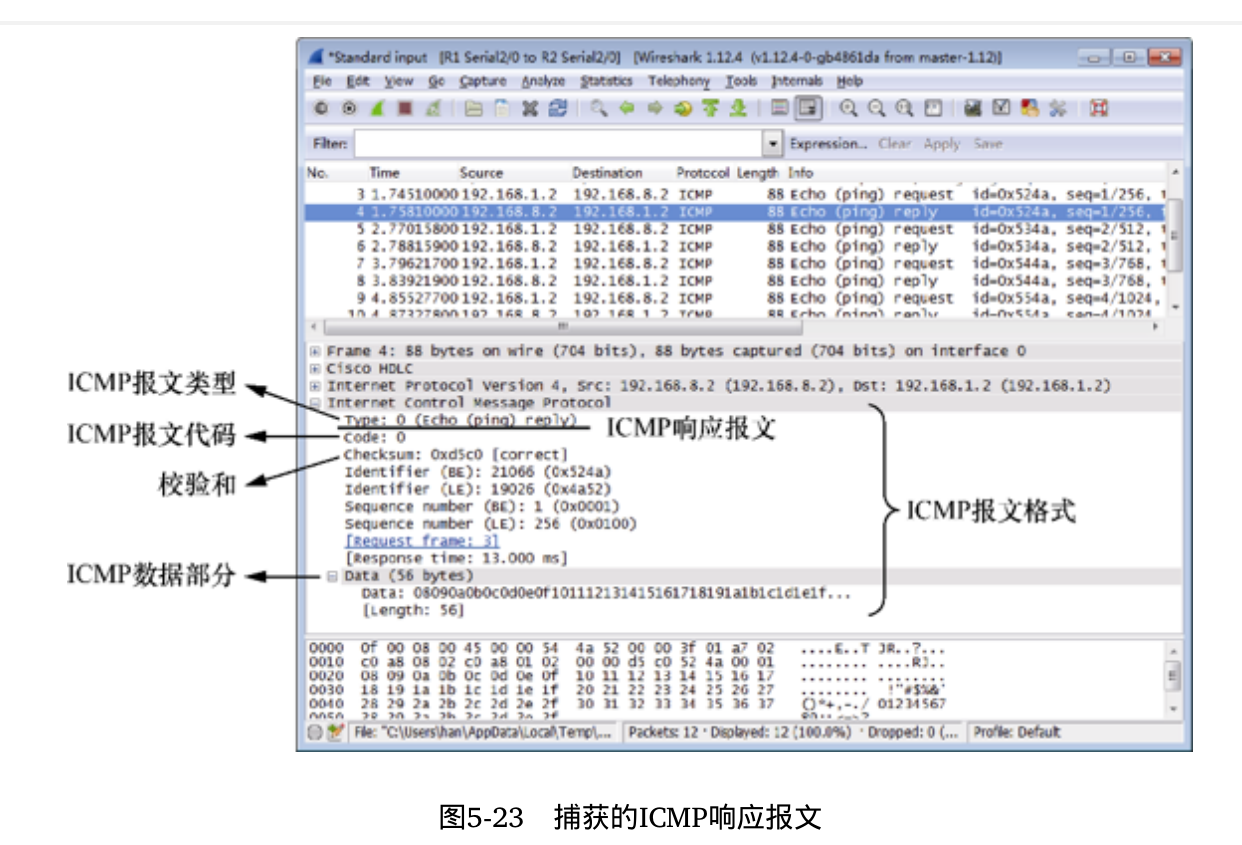 *Standard input [R1 Serial2/0 to R2 Serial2/0] [Wireshark 1.12.4 (v1.12.4-0-gb4861da from master-1.12)]
File Edit View Go Capture Analyze Statistics Telephony Tools Internals Help
Filter: Expression... Clear Apply Save
No. Time Source Destination Protocol Length Info
3 1.74510000 192.168.1.2 192.168.8.2 ICMP 88 Echo (ping) request id=0x524a, seq=1/256,
4 1.75810000 192.168.8.2 192.168.1.2 ICMP 88 Echo (ping) reply id=0x524a, seq=1/256,
5 2.77015800 192.168.1.2 192.168.8.2 ICMP 88 Echo (ping) request id=0x534a, seq=2/512,
6 2.78815900 192.168.8.2 192.168.1.2 ICMP 88 Echo (ping) reply id=0x534a, seq=2/512,
7 3.79621700 192.168.1.2 192.168.8.2 ICMP 88 Echo (ping) request id=0x544a, seq=3/768,
8 3.83921900 192.168.8.2 192.168.1.2 ICMP 88 Echo (ping) reply id=0x544a, seq=3/768,
9 4.85527700 192.168.1.2 192.168.8.2 ICMP 88 Echo (ping) request id=0x554a, seq=4/1024,
10 4.87327800 192.168.8.2 192.168.1.2 ICMP 88 Echo (ping) reply id=0x554a, seq=4/1024
Frame 4: 88 bytes on wire (704 bits), 88 bytes captured (704 bits) on interface 0
Cisco HDLC
Internet Protocol Version 4, Src: 192.168.8.2 (192.168.8.2), Dst: 192.168.1.2 (192.168.1.2)
Internet Control Message Protocol
ICMP报文类型
Type: 0 (Echo (ping) reply)
ICMP响应报文
ICMP报文代码
Code: 0
校验和
Checksum: 0xd5c0 [correct]
Identifier (BE): 21066 (0x524a)
Identifier (LE): 19026 (0x4a52)
Sequence number (BE): 1 (0x0001)
ICMP报文格式
Sequence number (LE): 256 (0x0100)
[Request frame: 3]
[Response time: 13.000 ms]
ICMP数据部分
Data (56 bytes)
Data: 08090a0b0c0d0e0f101112131415161718191a1b1c1d1e1f...
[Length: 56]
0000 0f 00 08 00 45 00 00 54 4a 52 00 00 3f 01 a7 02 ....E..T JR..?...
0010 c0 a8 08 02 c0 a8 01 02 00 00 d5 c0 52 4a 00 01 ........ ....RJ..
0020 08 09 0a 0b 0c 0d 0e 0f 10 11 12 13 14 15 16 17 ........ ........
0030 18 19 1a 1b 1c 1d 1e 1f 20 21 22 23 24 25 26 27 ........ !"#$%&'
0040 28 29 2a 2b 2c 2d 2e 2f 30 31 32 33 34 35 36 37 ()*+,-./ 01234567
0050
File: "C:\Users\han\AppData\Local\Temp\... Packets: 12 · Displayed: 12 (100.0%) · Dropped: 0 (... Profile: Default
图5-23 捕获的ICMP响应报文